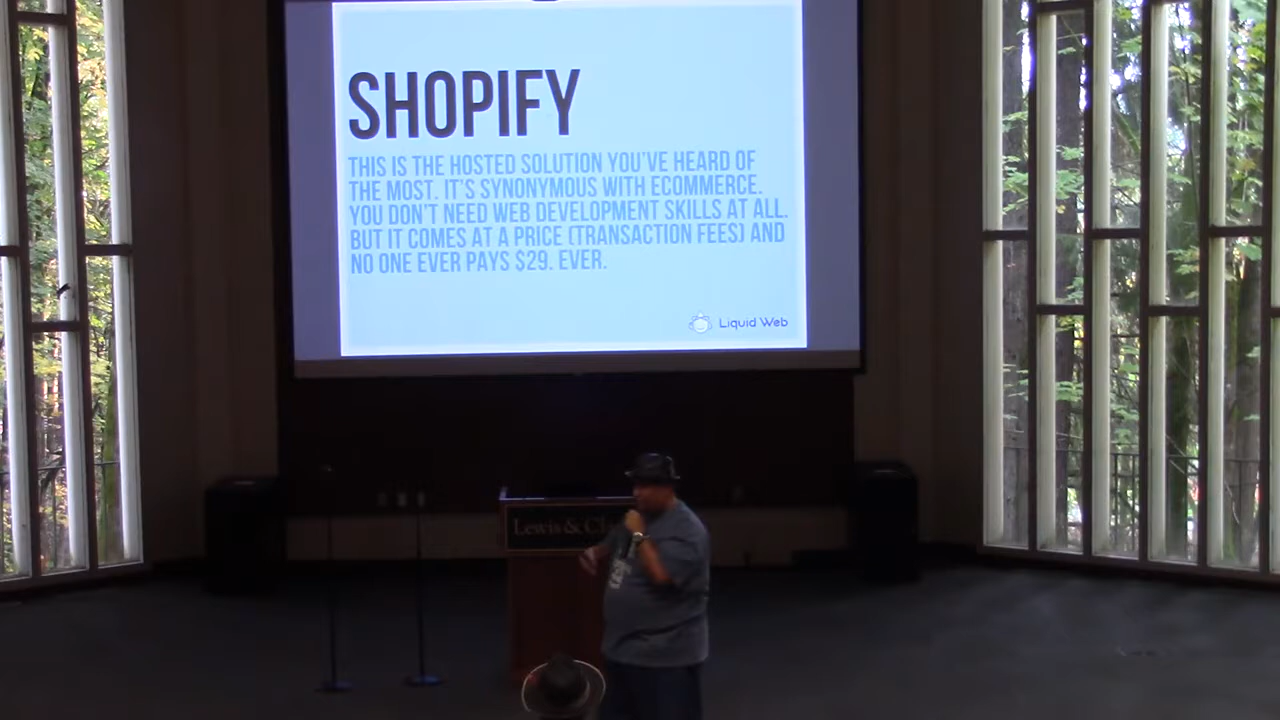 SHOPIFY
THIS IS THE HOSTED SOLUTION YOU'VE HEARD OF
THE MOST. IT'S SYNONYMOUS WITH ECOMMERCE.
YOU DON'T NEED WEB DEVELOPMENT SKILLS AT ALL.
BUT IT COMES AT A PRICE (TRANSACTION FEES) AND
NO ONE EVER PAYS $29. EVER.
Liquid Web
Lewis & Cl